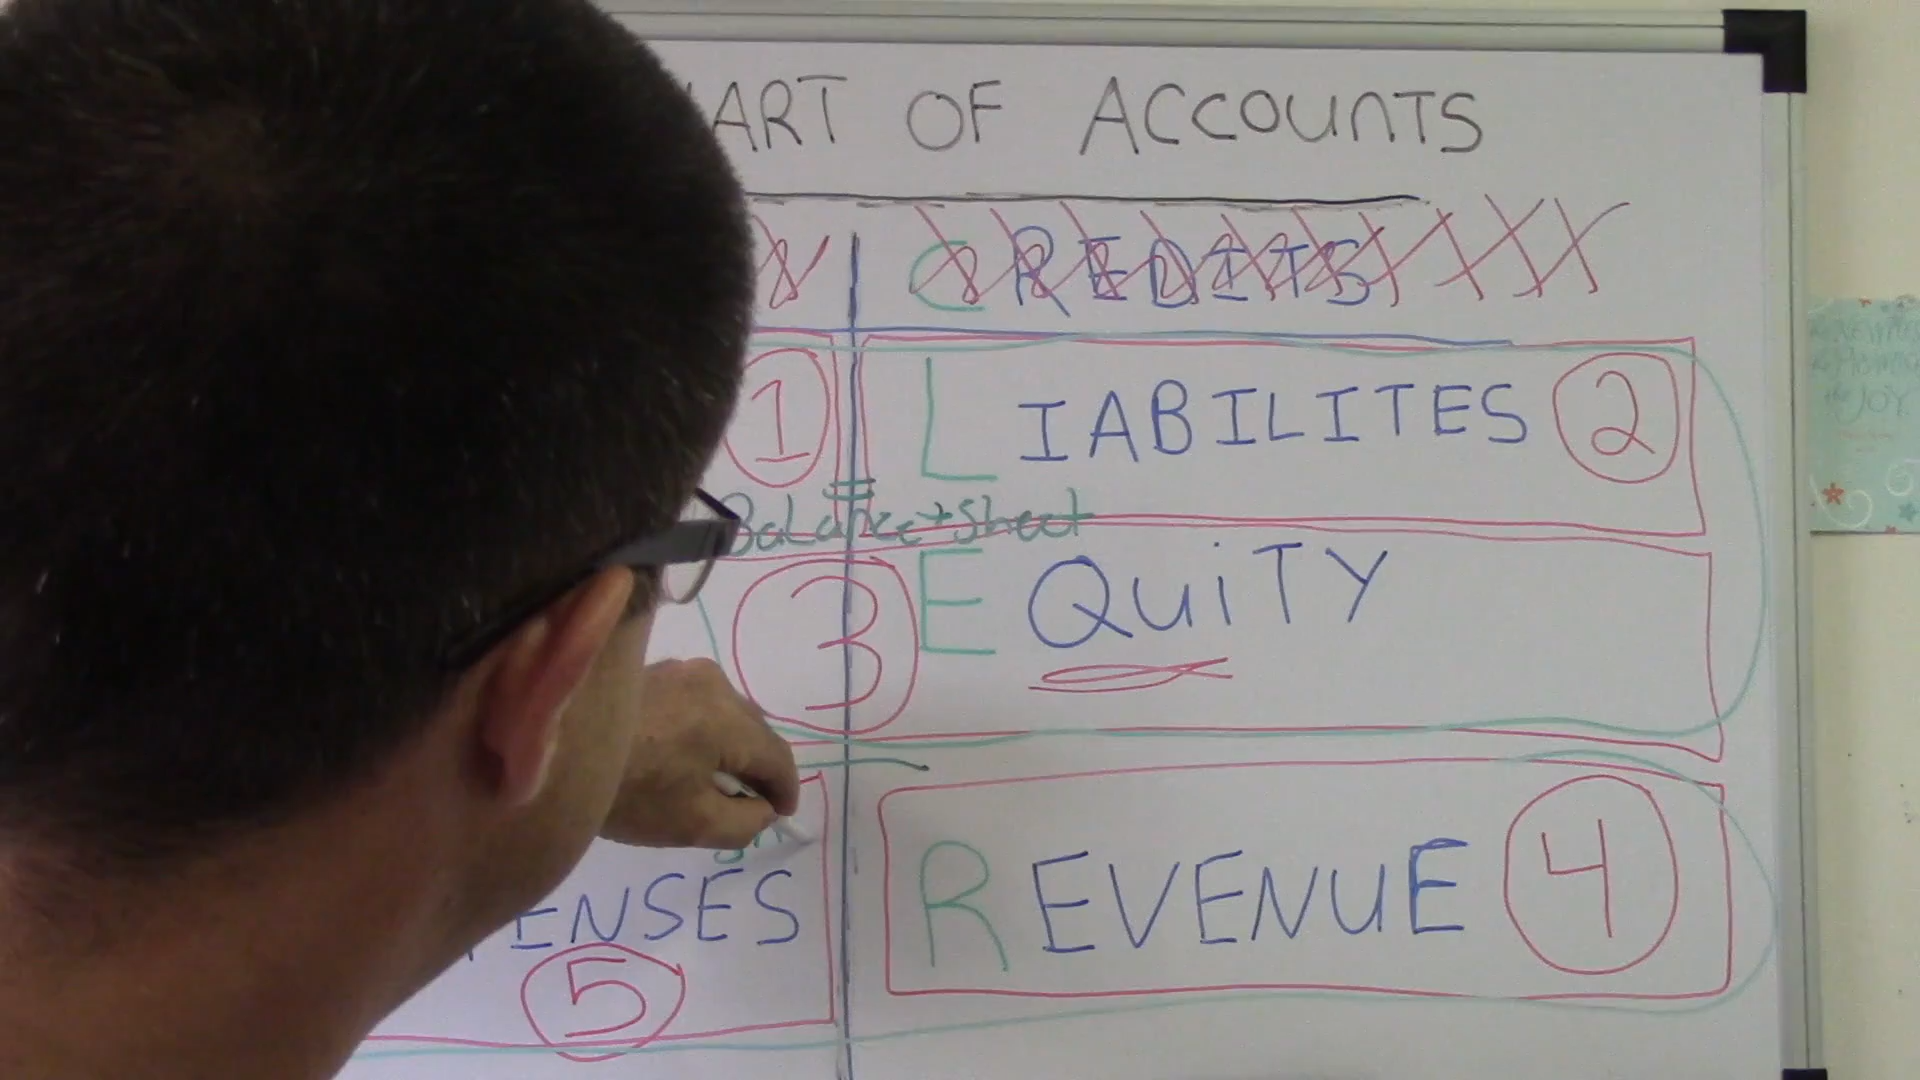 ART OF ACCOUNTS
CREDITS
1 LIABILITES 2
Balance Sheet
3 EQUiTY
REVENUE 4
ENSES
5